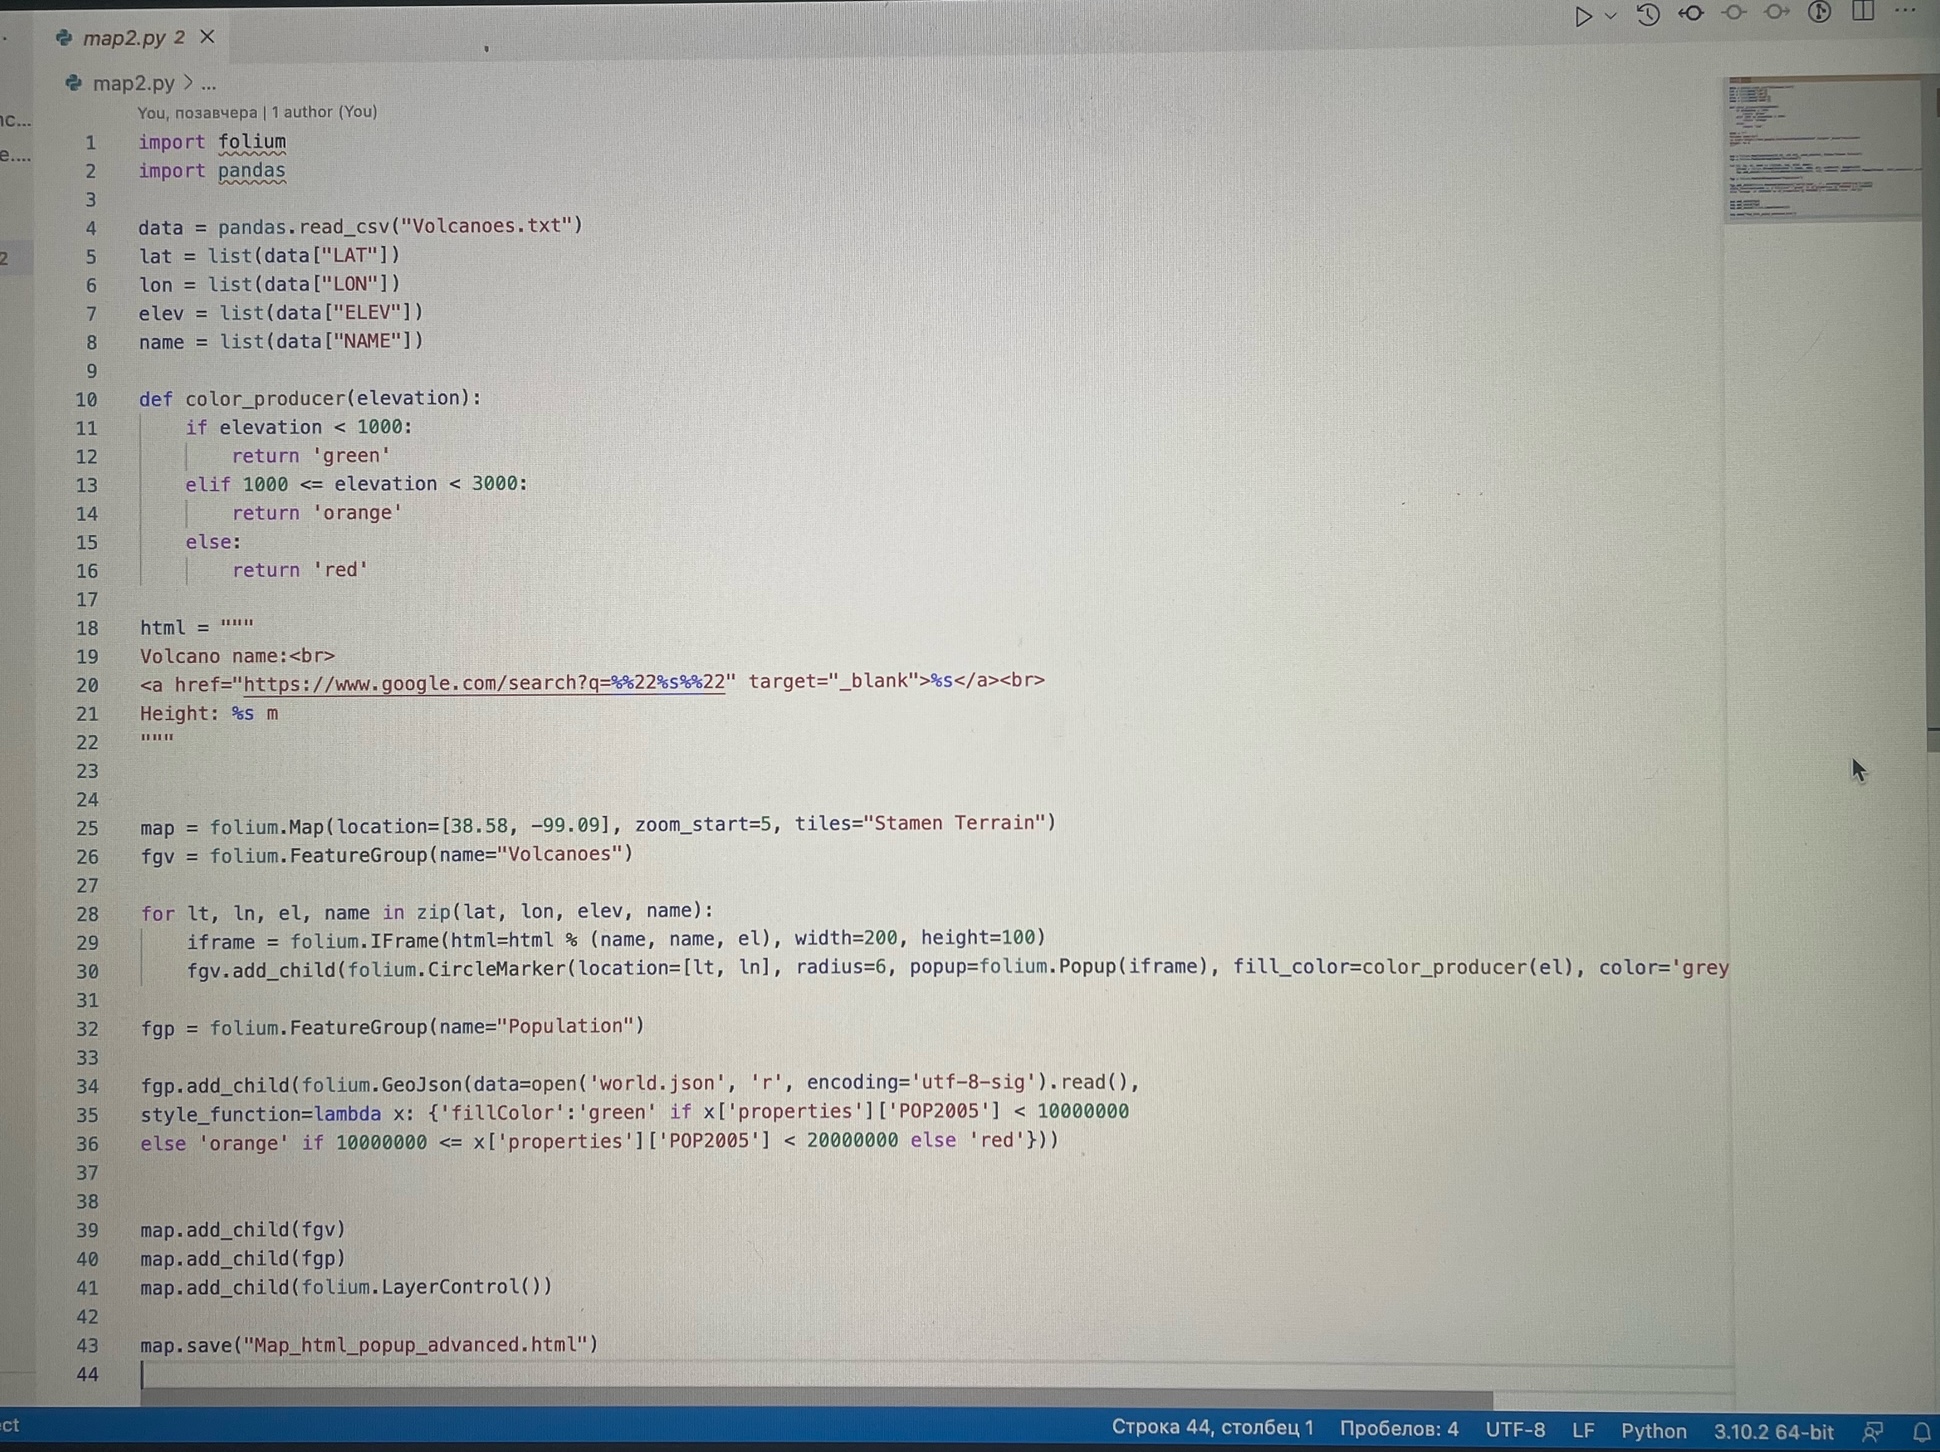 map2.py 2
map2.py > ...
You, позавчера | 1 author (You)
1 import folium
2 import pandas
3
4 data = pandas.read_csv("Volcanoes.txt")
5 lat = list(data["LAT"])
6 lon = list(data["LON"])
7 elev = list(data["ELEV"])
8 name = list(data["NAME"])
9
10 def color_producer(elevation):
11     if elevation < 1000:
12         return 'green'
13     elif 1000 <= elevation < 3000:
14         return 'orange'
15     else:
16         return 'red'
17
18 html = """
19 Volcano name:<br>
20 <a href="https://www.google.com/search?q=%%22%s%%22" target="_blank">%s</a><br>
21 Height: %s m
22 """
23
24
25 map = folium.Map(location=[38.58, -99.09], zoom_start=5, tiles="Stamen Terrain")
26 fgv = folium.FeatureGroup(name="Volcanoes")
27
28 for lt, ln, el, name in zip(lat, lon, elev, name):
29     iframe = folium.IFrame(html=html % (name, name, el), width=200, height=100)
30     fgv.add_child(folium.CircleMarker(location=[lt, ln], radius=6, popup=folium.Popup(iframe), fill_color=color_producer(el), color='grey
31
32 fgp = folium.FeatureGroup(name="Population")
33
34 fgp.add_child(folium.GeoJson(data=open('world.json', 'r', encoding='utf-8-sig').read(),
35 style_function=lambda x: {'fillColor':'green' if x['properties']['POP2005'] < 10000000
36 else 'orange' if 10000000 <= x['properties']['POP2005'] < 20000000 else 'red'}))
37
38
39 map.add_child(fgv)
40 map.add_child(fgp)
41 map.add_child(folium.LayerControl())
42
43 map.save("Map_html_popup_advanced.html")
44
Строка 44, столбец 1 Пробелов: 4 UTF-8 LF Python 3.10.2 64-bit